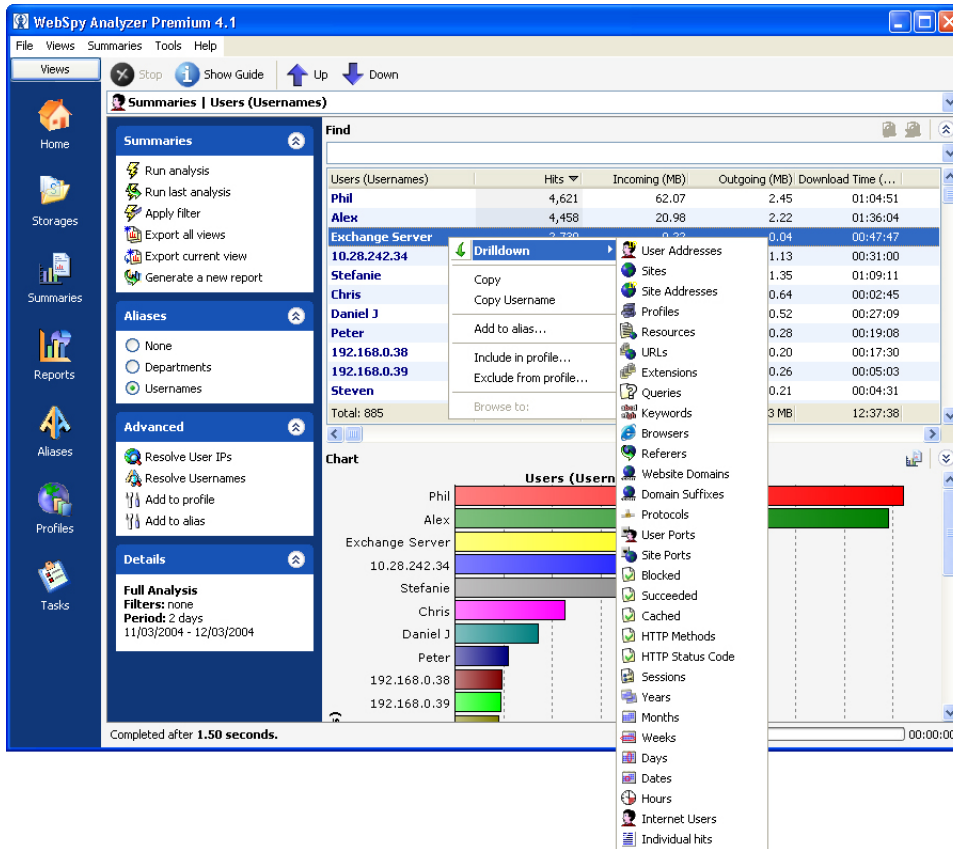 WebSpy Analyzer Premium 4.1
File Views Summaries Tools Help
Views
Stop Show Guide Up Down
Summaries | Users (Usernames)
Home
Storages
Summaries
Reports
Aliases
Profiles
Tasks
Summaries
Run analysis
Run last analysis
Apply filter
Export all views
Export current view
Generate a new report
Aliases
None
Departments
Usernames
Advanced
Resolve User IPs
Resolve Usernames
Add to profile
Add to alias
Details
Full Analysis
Filters: none
Period: 2 days
11/03/2004 - 12/03/2004
Find
Users (Usernames) Hits Incoming (MB) Outgoing (MB) Download Time (...
Phil 4,621 62.07 2.45 01:04:51
Alex 4,458 20.98 2.22 01:36:04
Exchange Server 0.04 00:47:47
10.28.242.34 1.13 00:31:00
Stefanie 1.35 01:09:11
Chris 0.64 00:02:45
Daniel J 0.52 00:27:09
Peter 0.28 00:19:08
192.168.0.38 0.20 00:17:30
192.168.0.39 0.26 00:05:03
Steven 0.21 00:04:31
Total: 885 3 MB 12:37:38
Drilldown
Copy
Copy Username
Add to alias...
Include in profile...
Exclude from profile...
Browse to:
User Addresses
Sites
Site Addresses
Profiles
Resources
URLs
Extensions
Queries
Keywords
Browsers
Referers
Website Domains
Domain Suffixes
Protocols
User Ports
Site Ports
Blocked
Succeeded
Cached
HTTP Methods
HTTP Status Code
Sessions
Years
Months
Weeks
Days
Dates
Hours
Internet Users
Individual hits
Chart
Users (Usern
Phil
Alex
Exchange Server
10.28.242.34
Stefanie
Chris
Daniel J
Peter
192.168.0.38
192.168.0.39
Completed after 1.50 seconds.
00:00:00